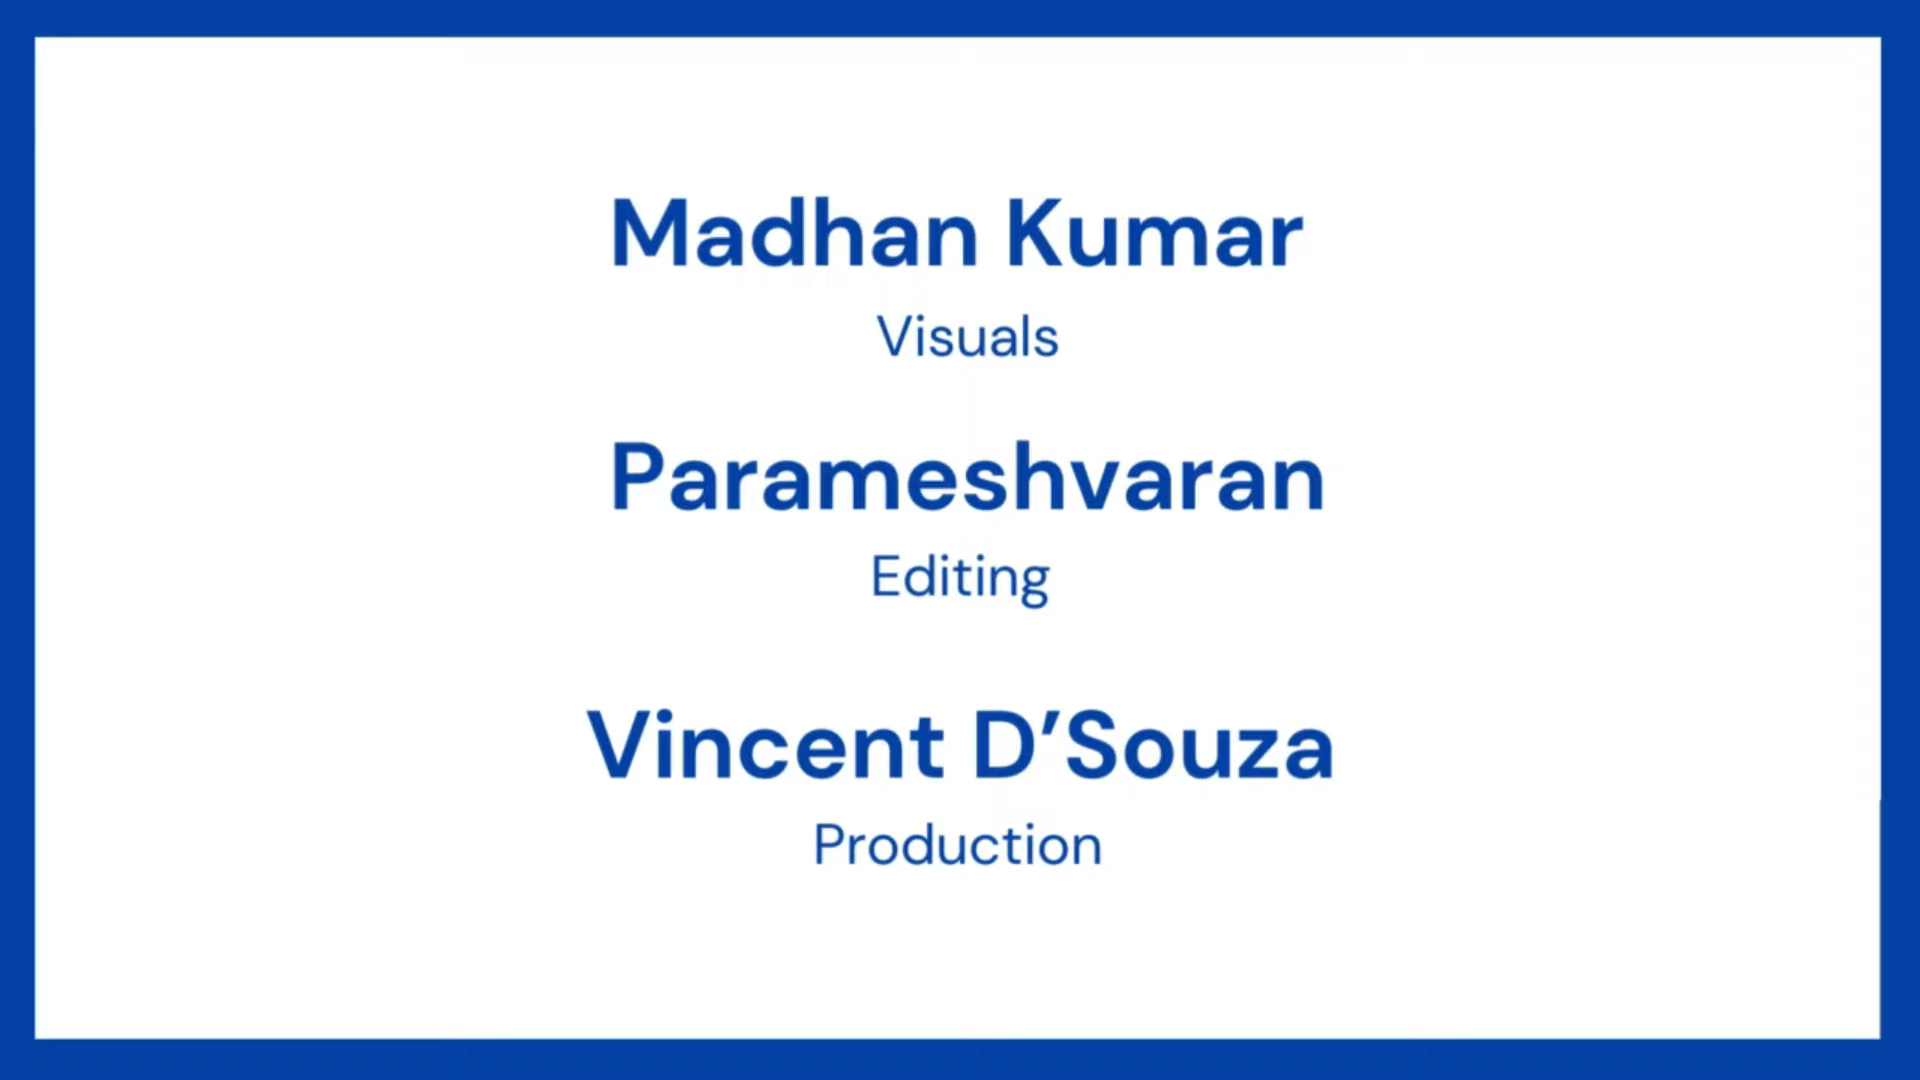 Madhan Kumar
Visuals
Parameshvaran
Editing
Vincent D’Souza
Production